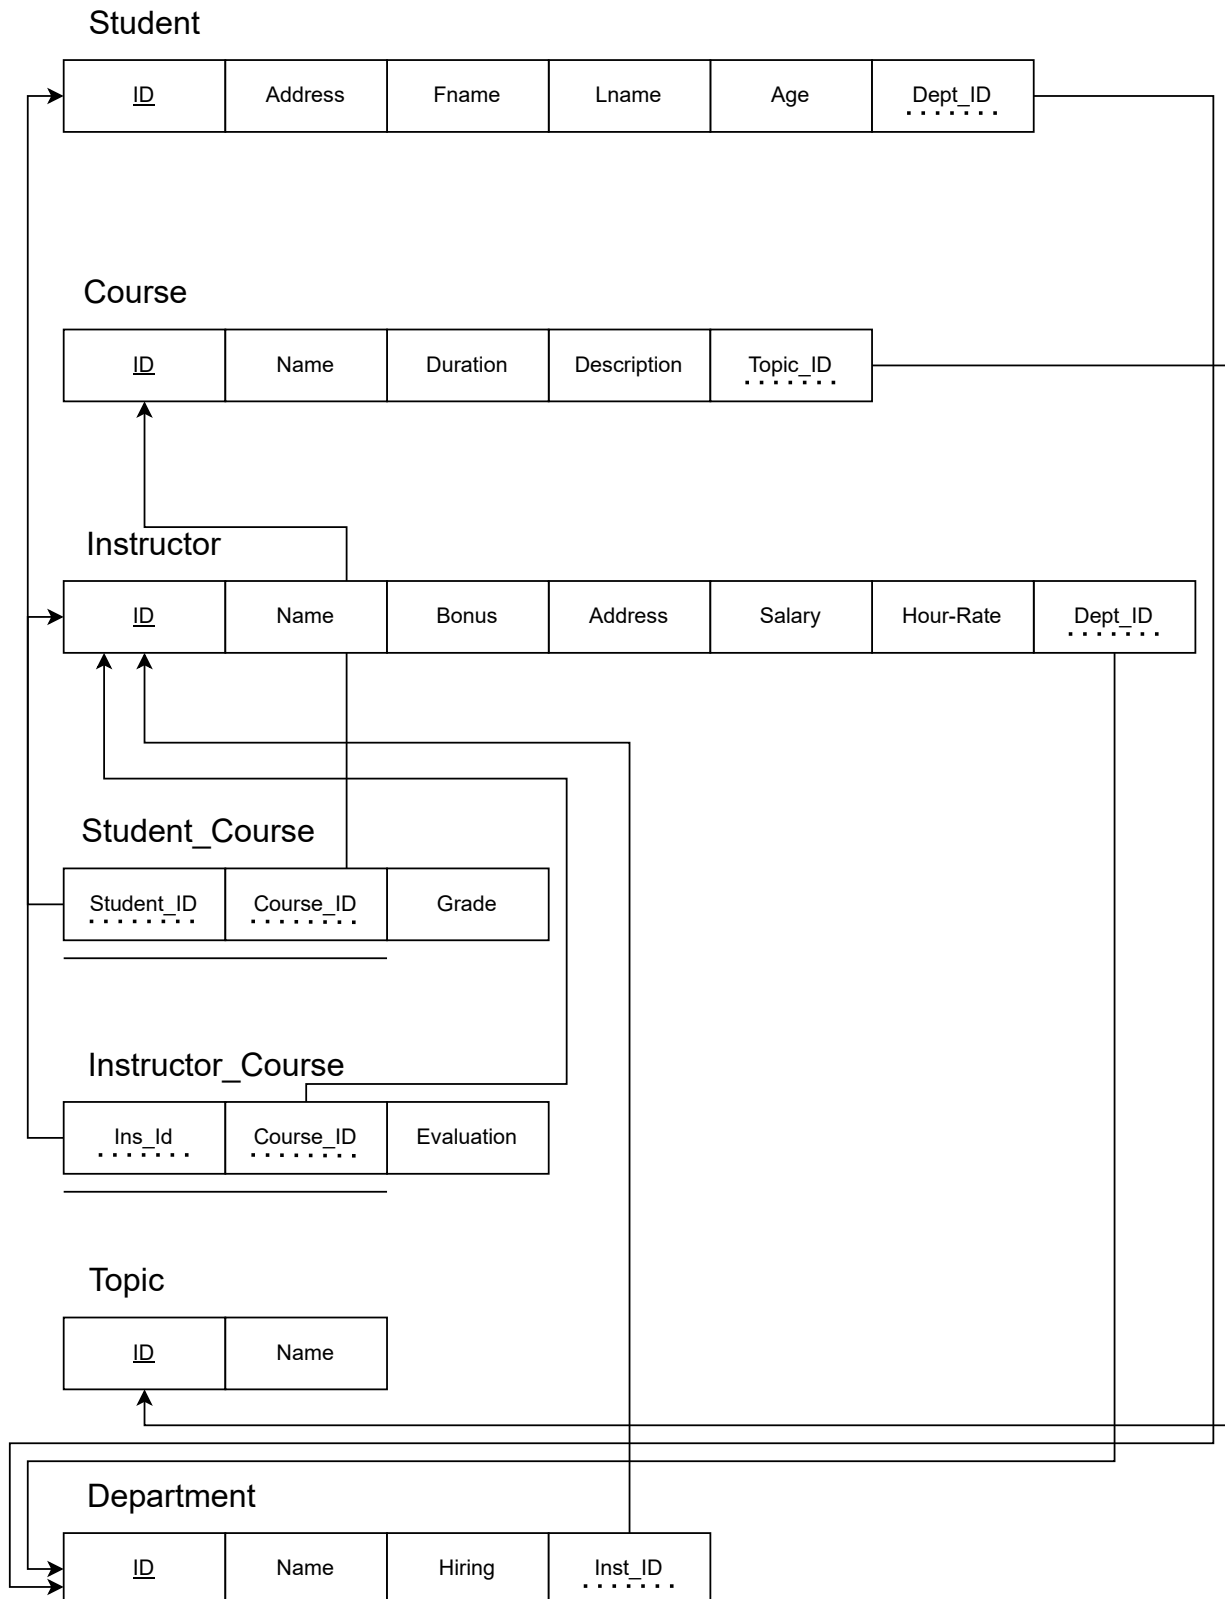 Student
ID Address Fname Lname Age Dept_ID
Course
ID Name Duration Description Topic_ID
Instructor
ID Name Bonus Address Salary Hour-Rate Dept_ID
Student_Course
Student_ID Course_ID Grade
Instructor_Course
Ins_Id Course_ID Evaluation
Topic
ID Name
Department
ID Name Hiring Inst_ID